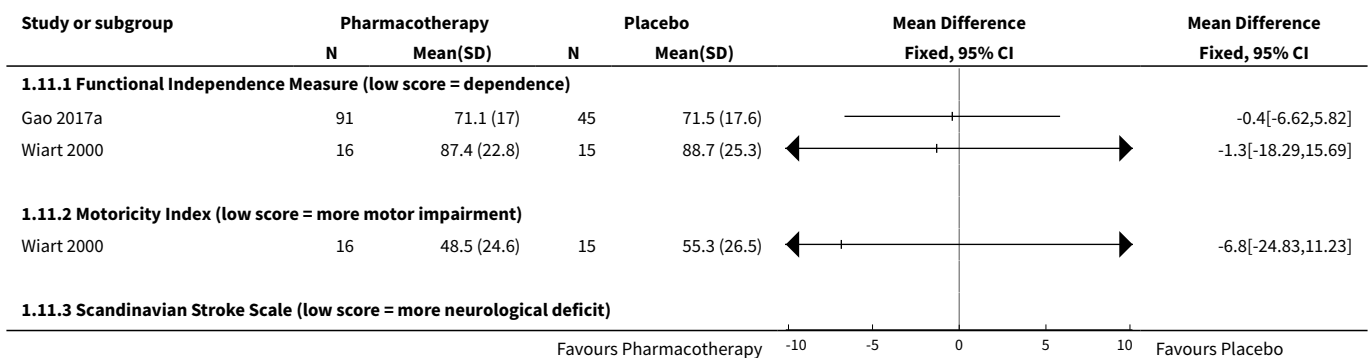 Study or subgroup Pharmacotherapy Placebo Mean Difference Mean Difference
N Mean(SD) N Mean(SD) Fixed, 95% CI Fixed, 95% CI
1.11.1 Functional Independence Measure (low score = dependence)
Gao 2017a 91 71.1 (17) 45 71.5 (17.6) -0.4[-6.62,5.82]
Wiart 2000 16 87.4 (22.8) 15 88.7 (25.3) -1.3[-18.29,15.69]
1.11.2 Motoricity Index (low score = more motor impairment)
Wiart 2000 16 48.5 (24.6) 15 55.3 (26.5) -6.8[-24.83,11.23]
1.11.3 Scandinavian Stroke Scale (low score = more neurological deficit)
Favours Pharmacotherapy -10 -5 0 5 10 Favours Placebo